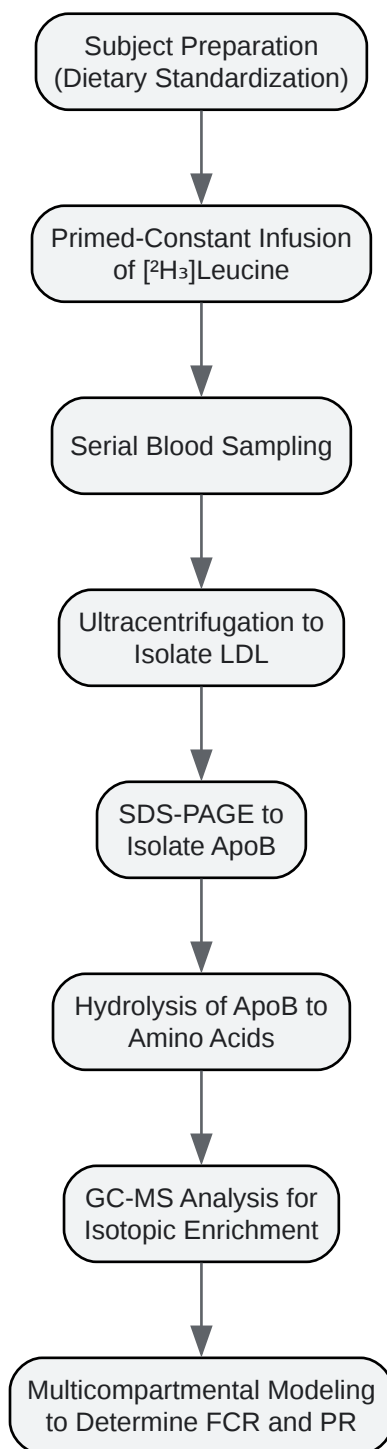 Subject Preparation
(Dietary Standardization)
Primed-Constant Infusion
of [²H₃]Leucine
Serial Blood Sampling
Ultracentrifugation to
Isolate LDL
SDS-PAGE to
Isolate ApoB
Hydrolysis of ApoB to
Amino Acids
GC-MS Analysis for
Isotopic Enrichment
Multicompartmental Modeling
to Determine FCR and PR